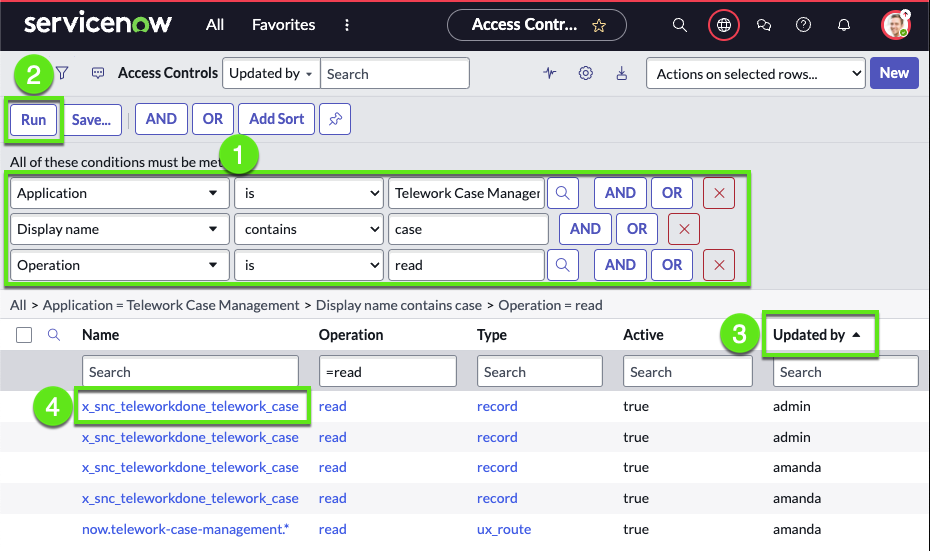 servicenow All Favorites Access Contr...
2 Access Controls Updated by Search Actions on selected rows... New
Run Save... AND OR Add Sort
All of these conditions must be met 1
Application is Telework Case Manager AND OR
Display name contains case AND OR
Operation is read AND OR
All > Application = Telework Case Management > Display name contains case > Operation = read
Name Operation Type Active 3 Updated by
Search =read Search Search Search
4 x_snc_teleworkdone_telework_case read record true admin
x_snc_teleworkdone_telework_case read record true admin
x_snc_teleworkdone_telework_case read record true amanda
x_snc_teleworkdone_telework_case read record true amanda
now.telework-case-management.* read ux_route true amanda